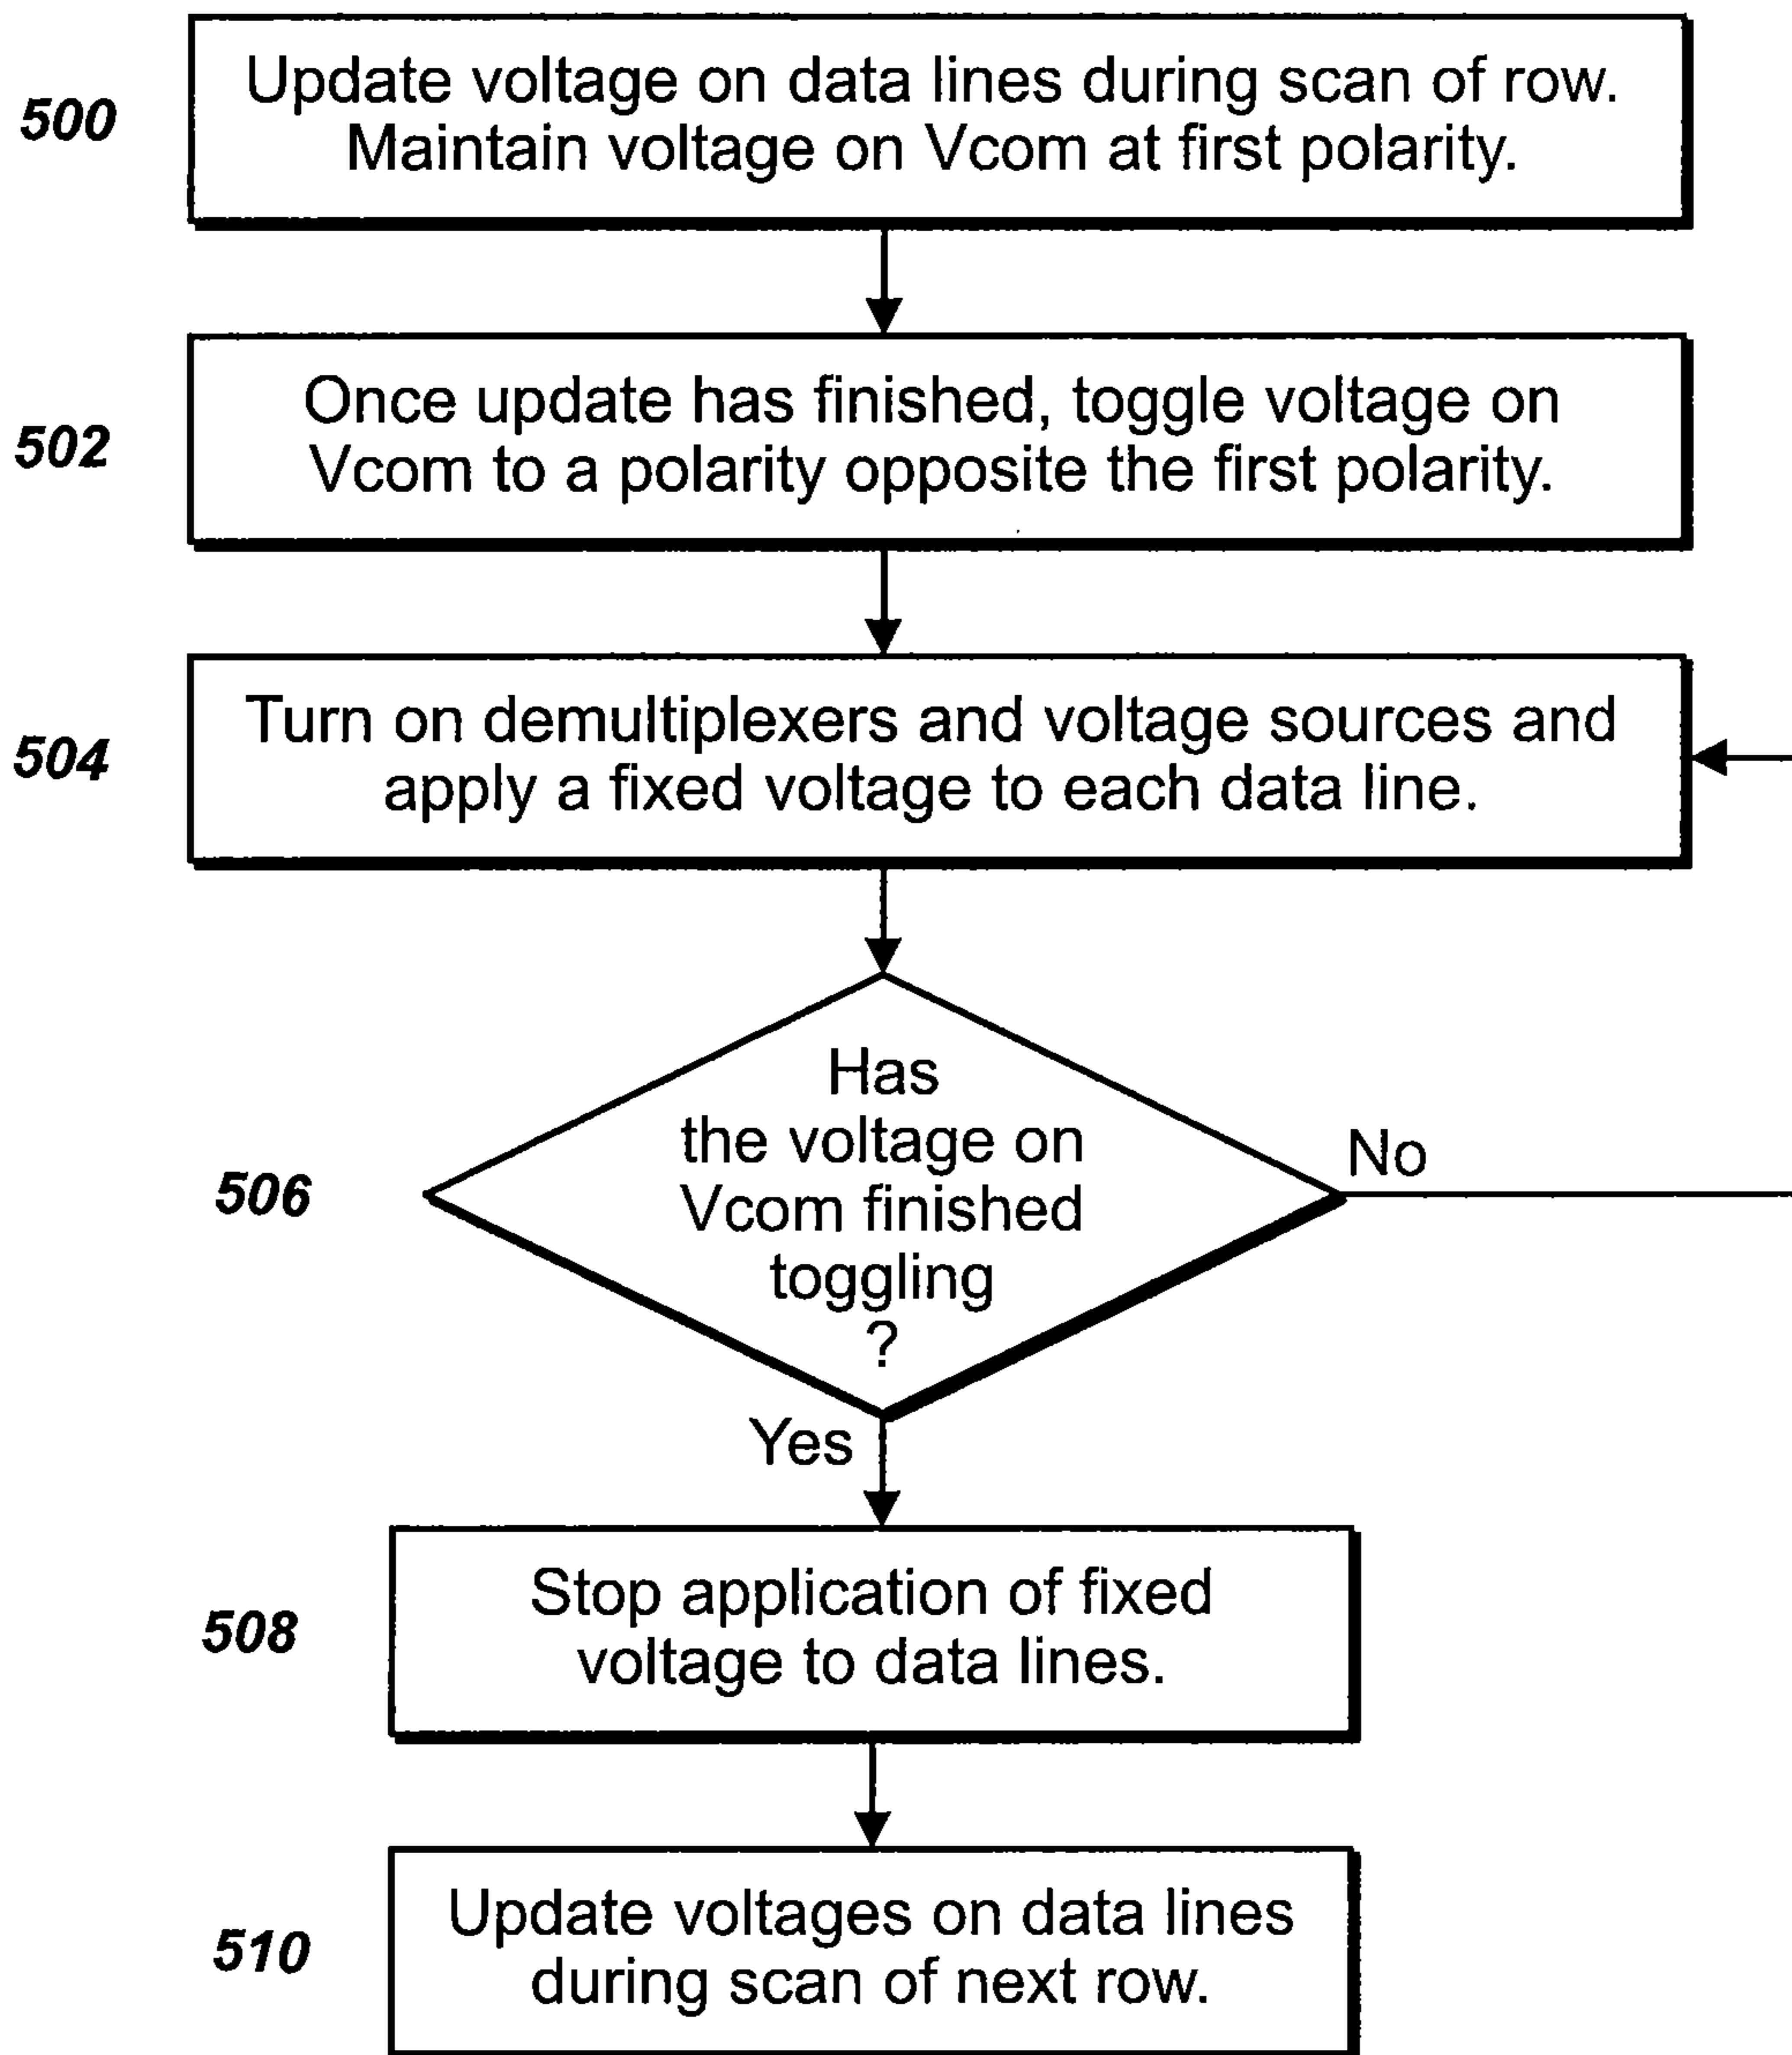 500
Update voltage on data lines during scan of row.
Maintain voltage on Vcom at first polarity.
502
Once update has finished, toggle voltage on
Vcom to a polarity opposite the first polarity.
504
Turn on demultiplexers and voltage sources and
apply a fixed voltage to each data line.
506
Has
the voltage on
Vcom finished
toggling
?
No
Yes
508
Stop application of fixed
voltage to data lines.
510
Update voltages on data lines
during scan of next row.